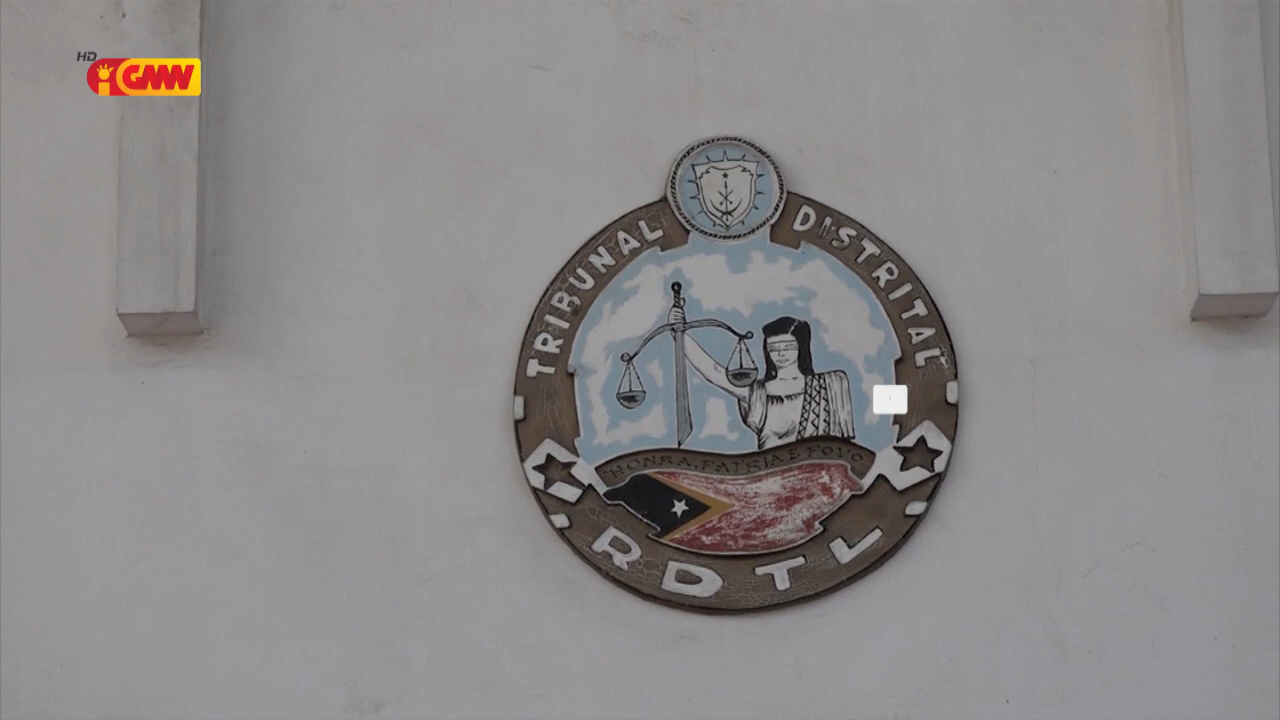 HD
GMN
TRIBUNAL DISTRITAL
HONRA, PATRIA E POVO
RDTL